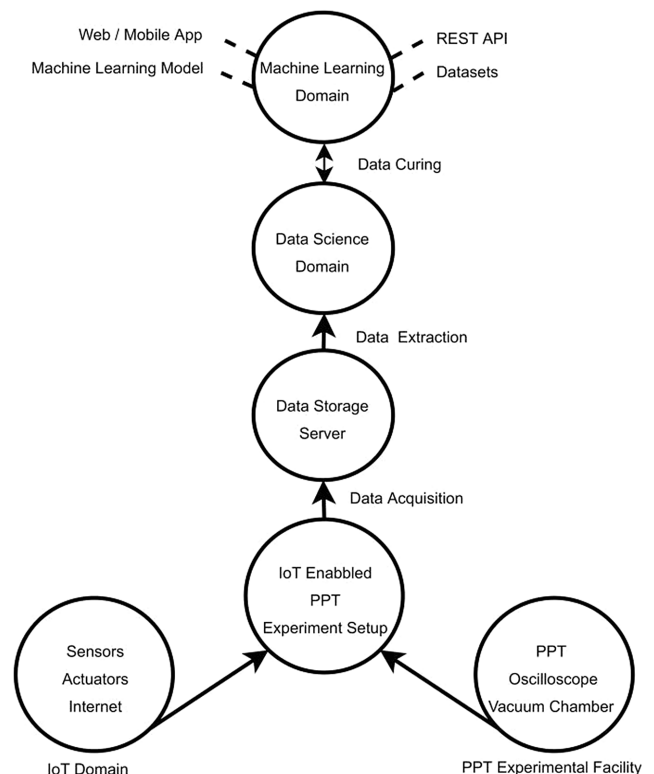 Web / Mobile App
REST API
Machine Learning Model
Datasets
Machine Learning
Domain
Data Curing
Data Science
Domain
Data  Extraction
Data Storage
Server
Data Acquisition
IoT Enabbled
PPT
Experiment Setup
Sensors
Actuators
Internet
PPT
Oscilloscope
Vacuum Chamber
IoT Domain
PPT Experimental Facility